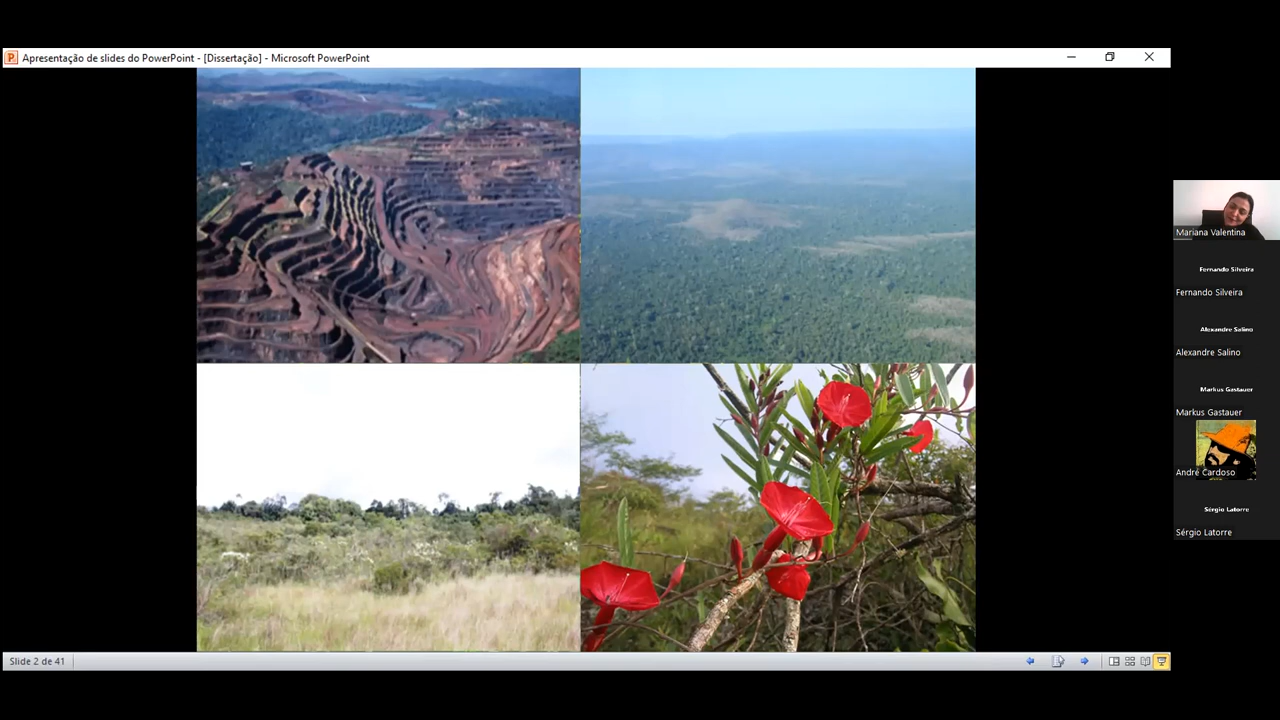 Apresentação de slides do PowerPoint - [Dissertação] - Microsoft PowerPoint
Mariana Valentina
Fernando Silveira
Fernando Silveira
Alexandre Salino
Alexandre Salino
Markus Gastauer
Markus Gastauer
André Cardoso
Sérgio Latorre
Sérgio Latorre
Slide 2 de 41